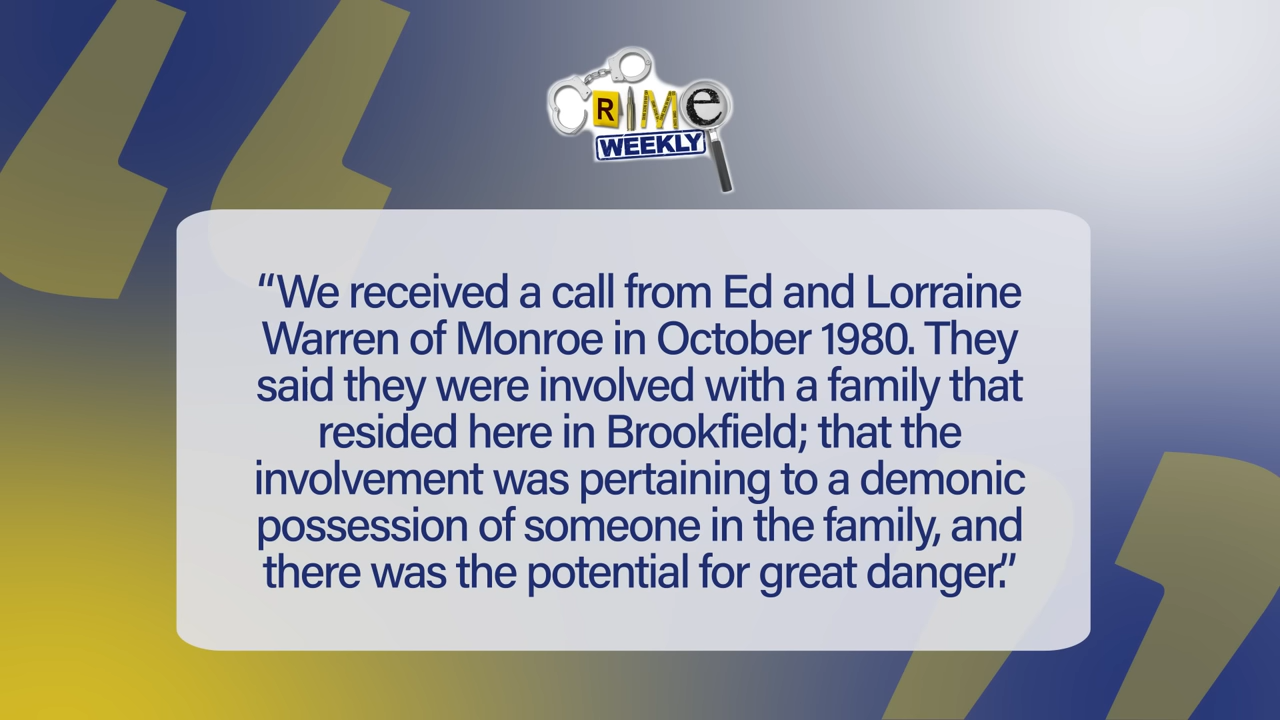 CRIME
WEEKLY
“We received a call from Ed and Lorraine
Warren of Monroe in October 1980. They
said they were involved with a family that
resided here in Brookfield; that the
involvement was pertaining to a demonic
possession of someone in the family, and
there was the potential for great danger.”